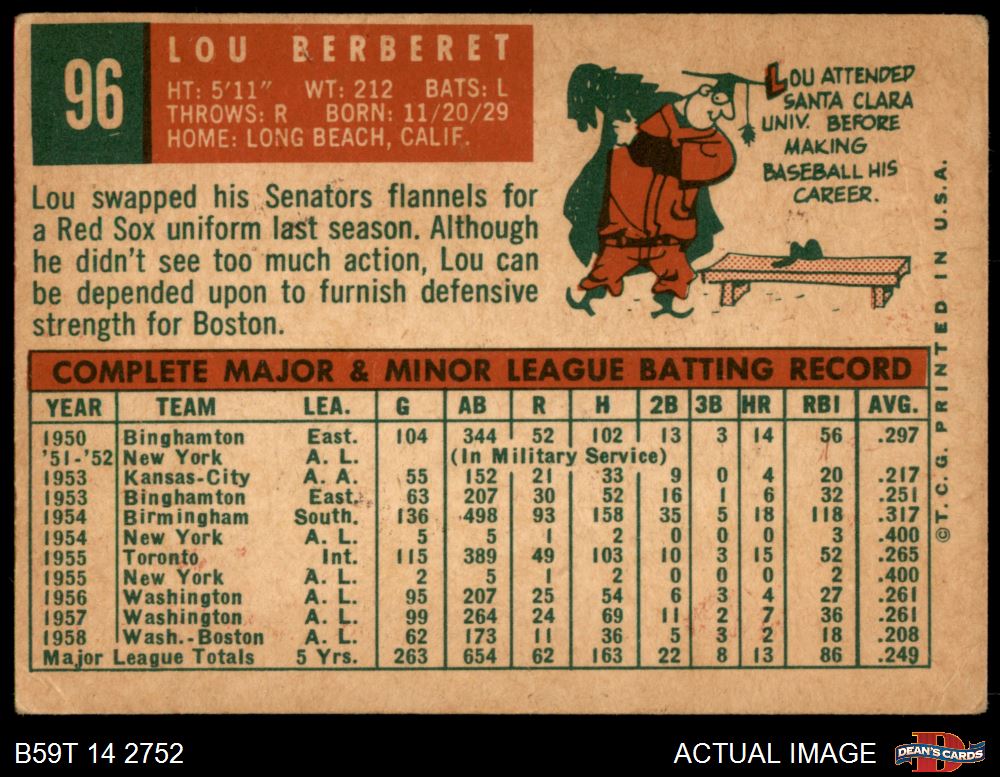 96
LOU BERBERET
HT: 5'11" WT: 212 BATS: L
THROWS: R BORN: 11/20/29
HOME: LONG BEACH, CALIF.
Lou swapped his Senators flannels for
a Red Sox uniform last season. Although
he didn't see too much action, Lou can
be depended upon to furnish defensive
strength for Boston.
LOU ATTENDED
SANTA CLARA
UNIV. BEFORE
MAKING
BASEBALL HIS
CAREER.
COMPLETE MAJOR & MINOR LEAGUE BATTING RECORD
YEAR TEAM LEA. G AB R H 2B 3B HR RBI AVG.
1950 Binghamton East. 104 344 52 102 13 3 14 56 .297
'51-'52 New York A. L. (In Military Service)
1953 Kansas-City A. A. 55 152 21 33 9 0 4 20 .217
1953 Binghamton East. 63 207 30 52 16 1 6 32 .251
1954 Birmingham South. 136 498 93 158 35 5 18 118 .317
1954 New York A. L. 5 5 1 2 0 0 0 3 .400
1955 Toronto Int. 115 389 49 103 10 3 15 52 .265
1955 New York A. L. 2 5 1 2 0 0 0 2 .400
1956 Washington A. L. 95 207 25 54 6 3 4 27 .261
1957 Washington A. L. 99 264 24 69 11 2 7 36 .261
1958 Wash.-Boston A. L. 62 173 11 36 5 3 2 18 .208
Major League Totals 5 Yrs. 263 654 62 163 22 8 13 86 .249
© T. C. G. PRINTED IN U. S. A.
B59T 14 2752
ACTUAL IMAGE
DEAN'S CARDS